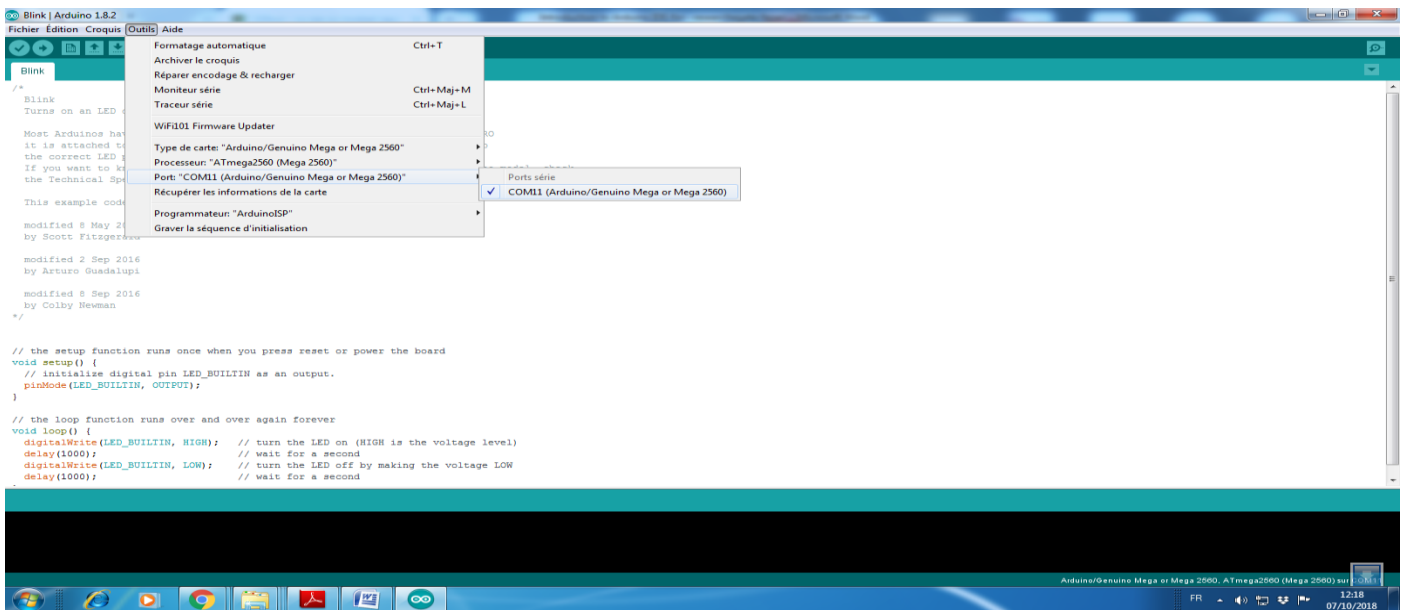 Blink | Arduino 1.8.2
Fichier Édition Croquis Outils Aide
Blink
Formatage automatique Ctrl+T
Archiver le croquis
Réparer encodage & recharger
Moniteur série Ctrl+Maj+M
Traceur série Ctrl+Maj+L
WiFi101 Firmware Updater
Type de carte: "Arduino/Genuino Mega or Mega 2560"
Processeur: "ATmega2560 (Mega 2560)"
Port: "COM11 (Arduino/Genuino Mega or Mega 2560)"
Récupérer les informations de la carte
Programmateur: "ArduinoISP"
Graver la séquence d'initialisation
Ports série
✓ COM11 (Arduino/Genuino Mega or Mega 2560)
/*
Blink
Turns on an LED
Most Arduinos
it is attached
the correct LED
If you want to
the Technical
This example code
modified 8 May
by Scott Fitzgerald
modified 2 Sep 2016
by Arturo Guadalupi
modified 8 Sep 2016
by Colby Newman
*/
// the setup function runs once when you press reset or power the board
void setup() {
// initialize digital pin LED_BUILTIN as an output.
pinMode(LED_BUILTIN, OUTPUT);
}
// the loop function runs over and over again forever
void loop() {
digitalWrite(LED_BUILTIN, HIGH); // turn the LED on (HIGH is the voltage level)
delay(1000); // wait for a second
digitalWrite(LED_BUILTIN, LOW); // turn the LED off by making the voltage LOW
delay(1000); // wait for a second
Arduino/Genuino Mega or Mega 2560, ATmega2560 (Mega 2560) sur COM11
FR
12:18
07/10/2018